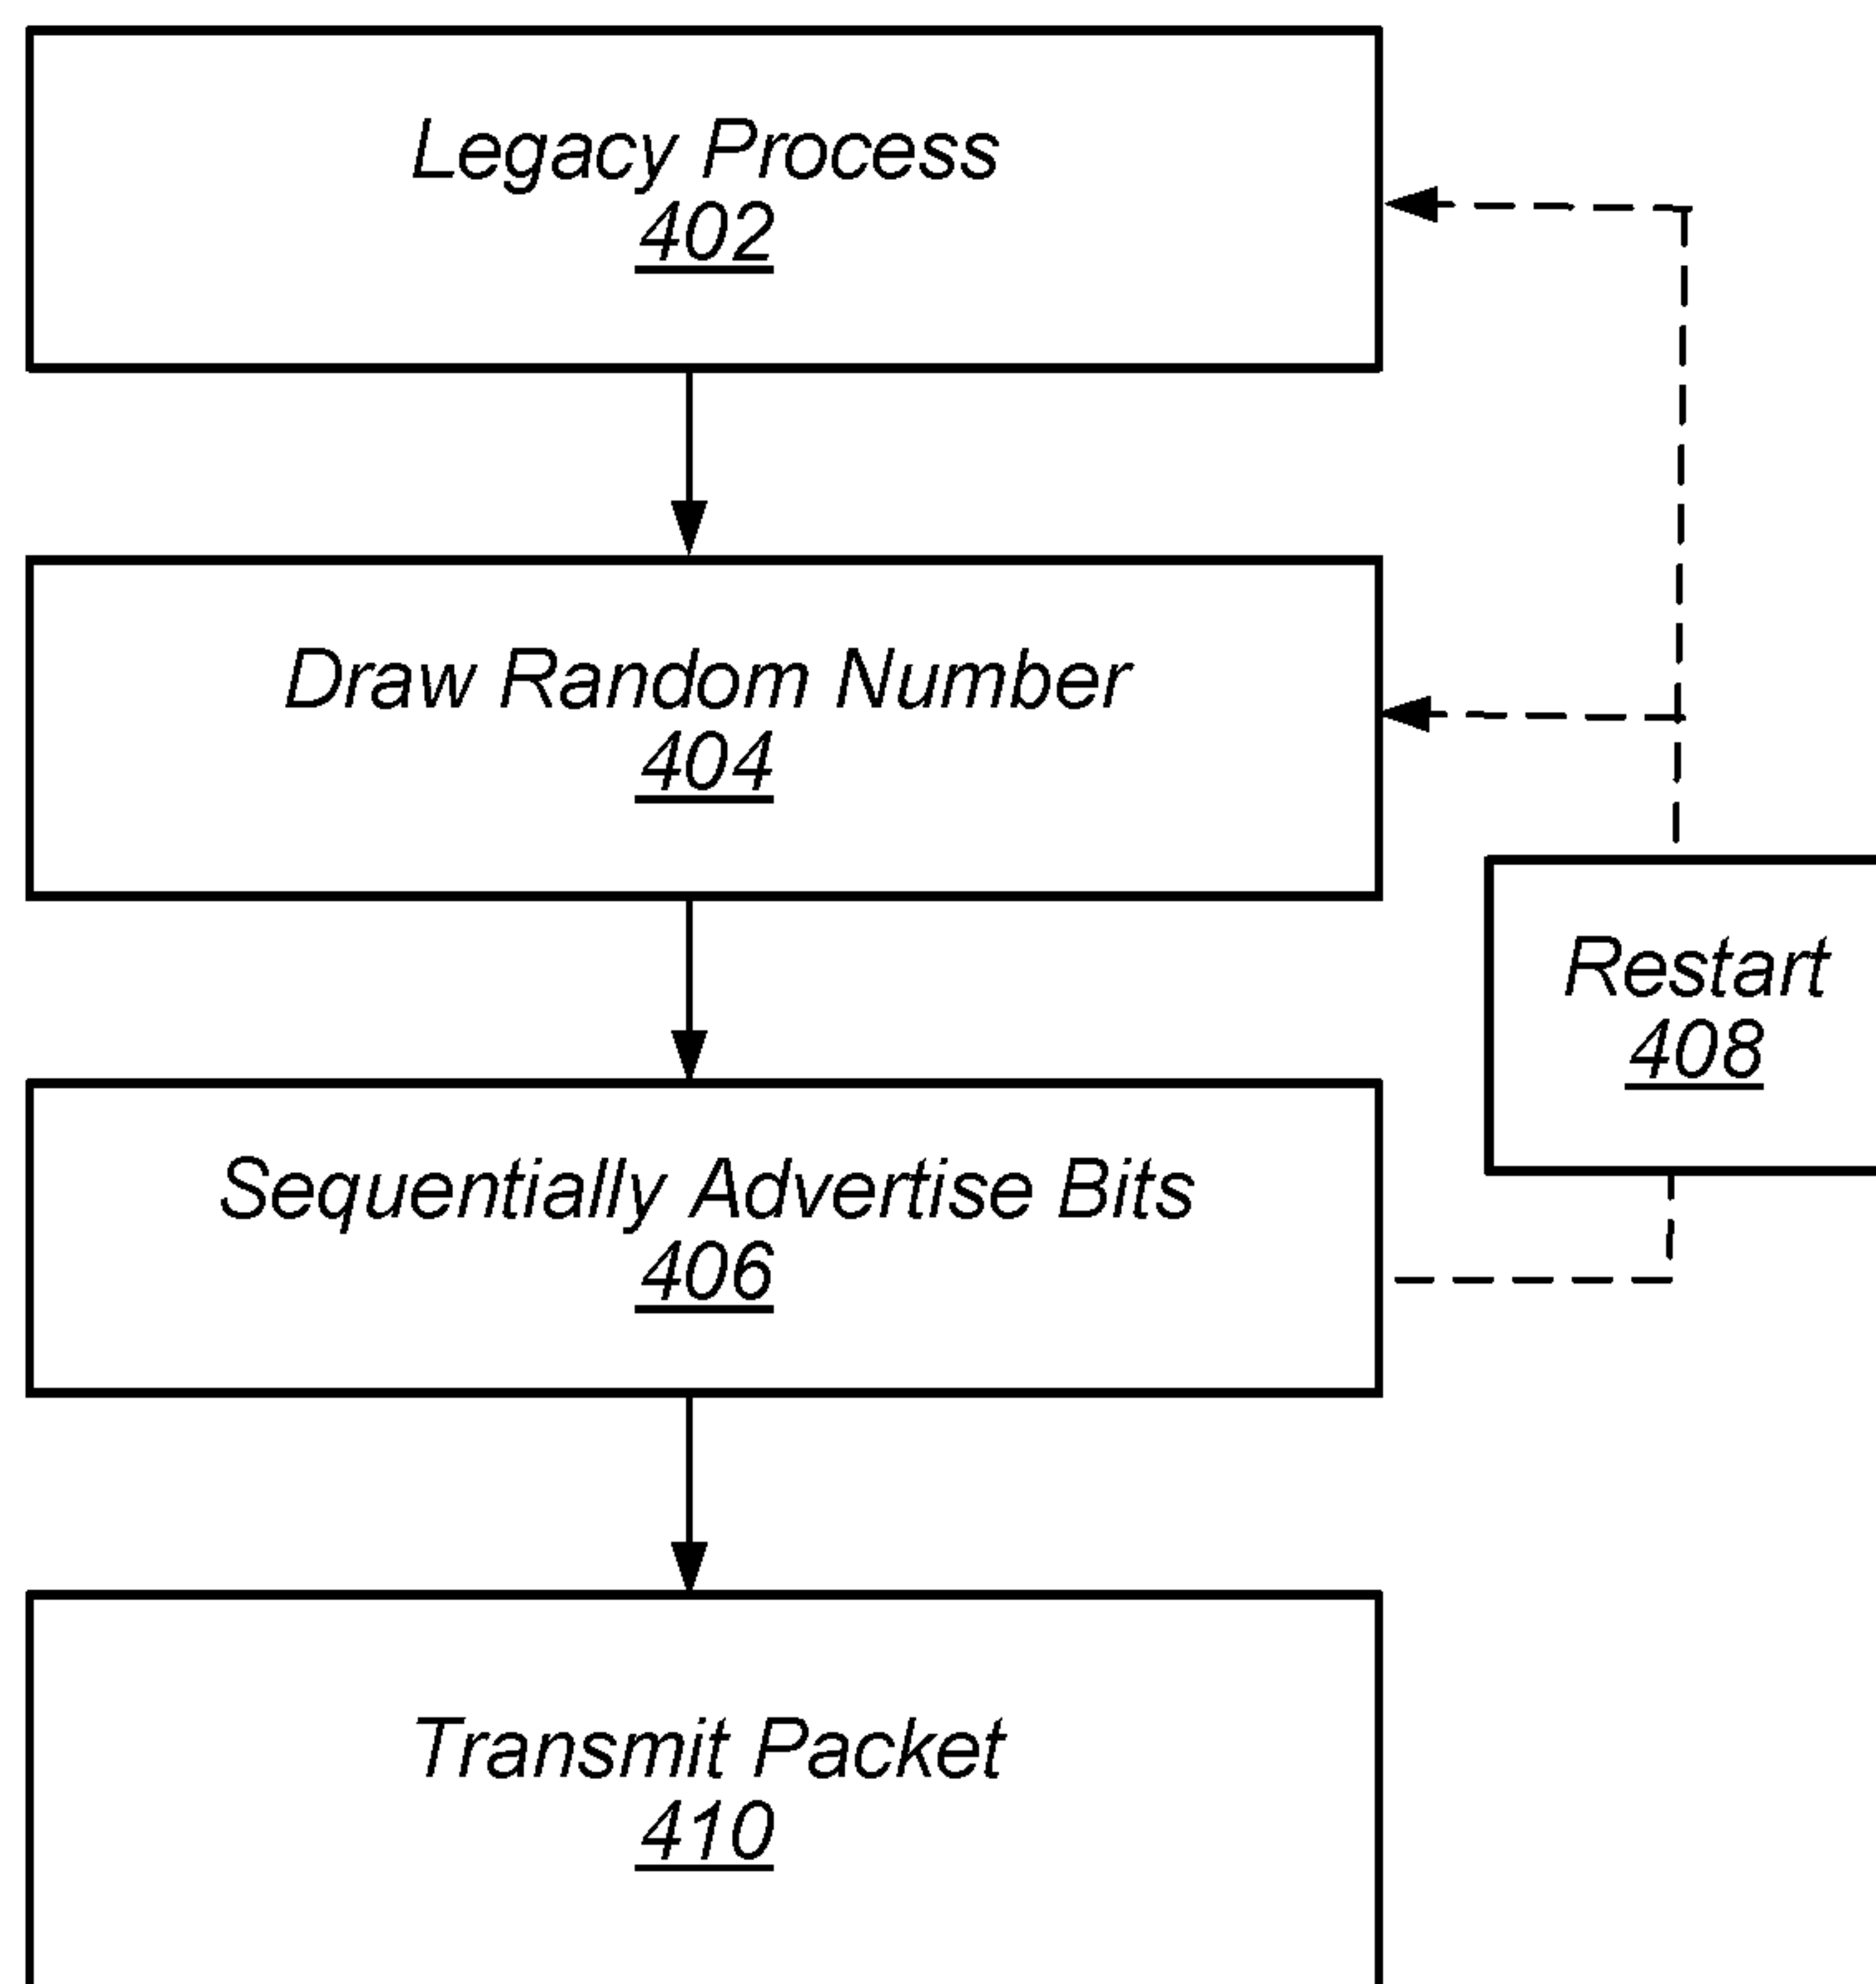 Legacy Process
402
Draw Random Number
404
Restart
408
Sequentially Advertise Bits
406
Transmit Packet
410